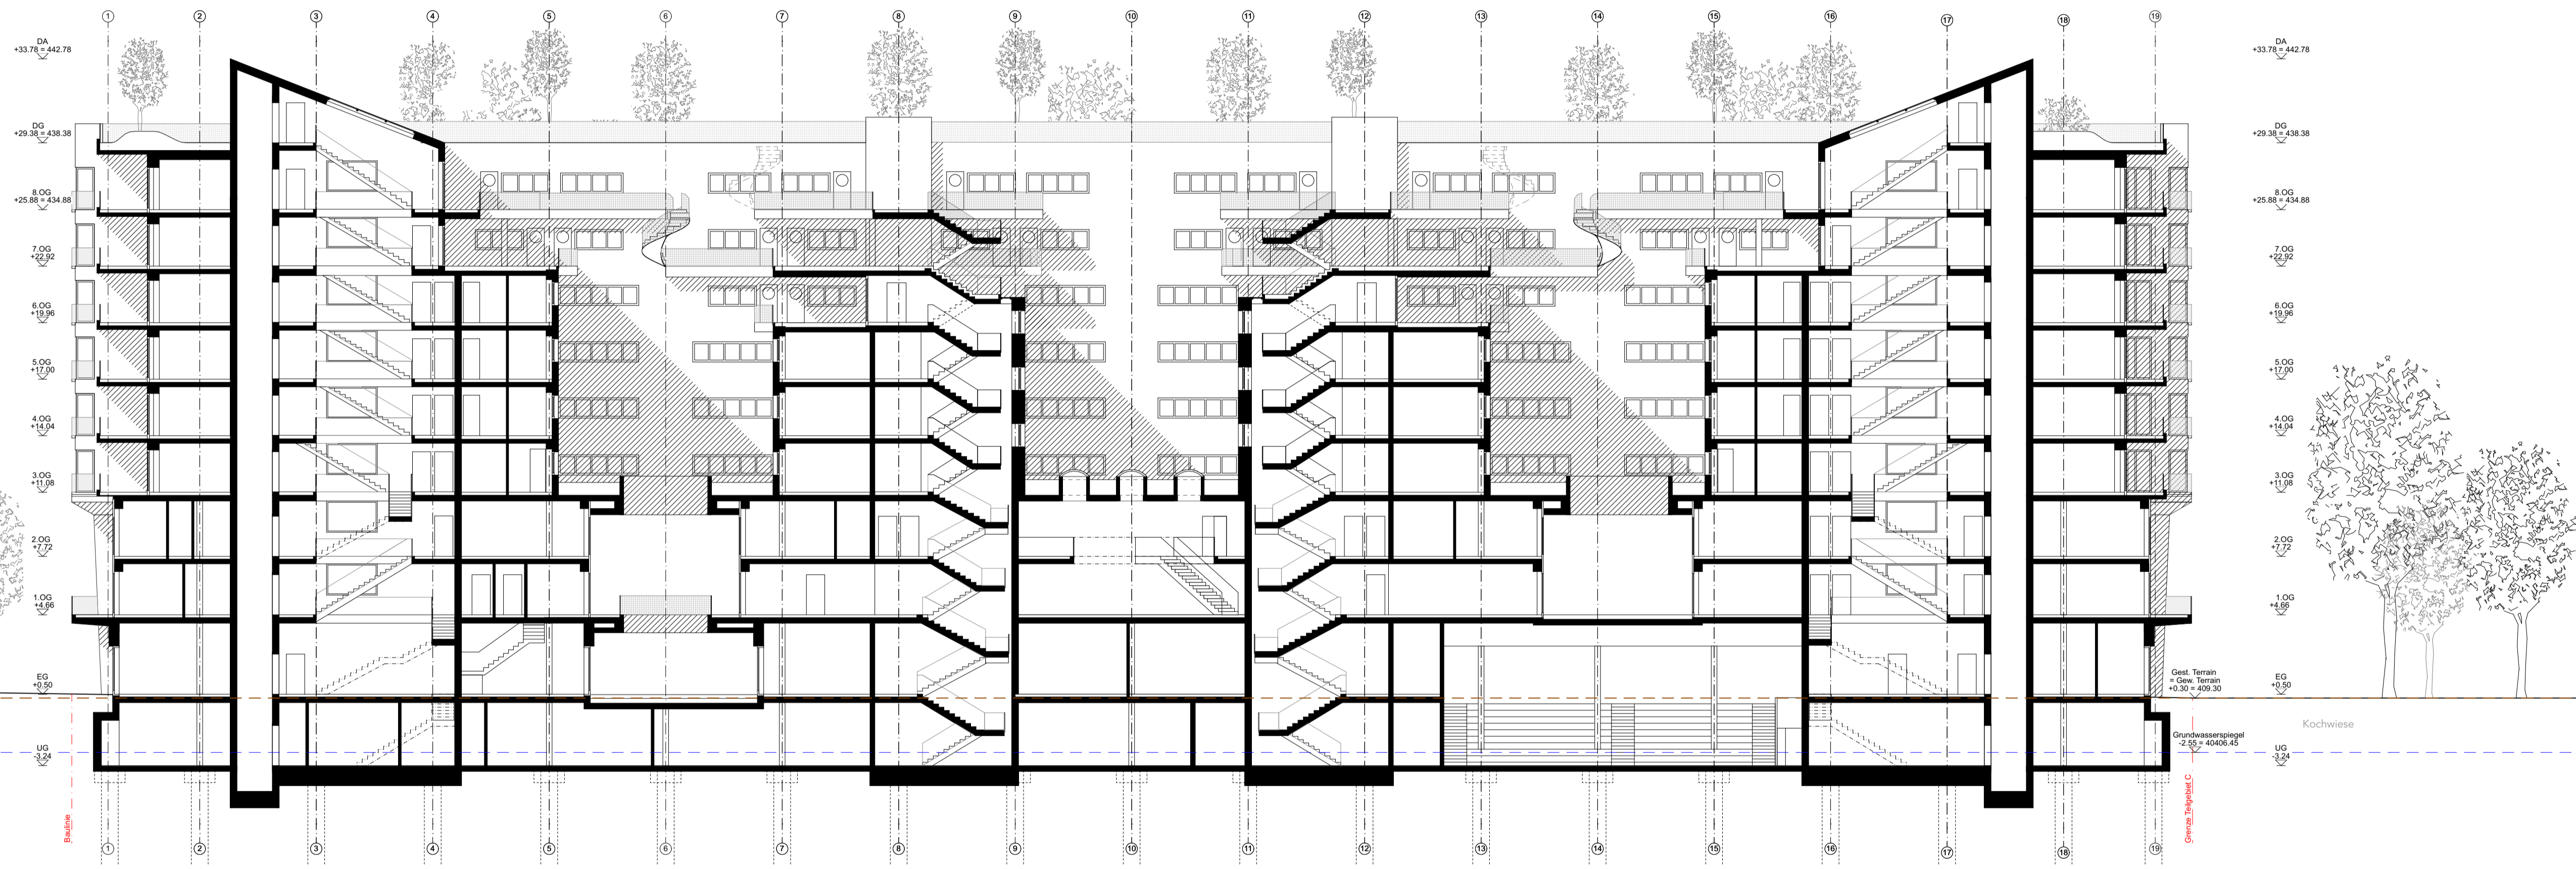 1 2 3 4 5 6 7 8 9 10 11 12 13 14 15 16 17 18 19
DA
+33.78 = 442.78
DG
+29.38 = 438.38
8.OG
+25.88 = 434.88
7.OG
+22.92
6.OG
+19.96
5.OG
+17.00
4.OG
+14.04
3.OG
+11.08
2.OG
+7.72
1.OG
+4.66
EG
+0.50
UG
-3.24
Baulinie
DA
+33.78 = 442.78
DG
+29.38 = 438.38
8.OG
+25.88 = 434.88
7.OG
+22.92
6.OG
+19.96
5.OG
+17.00
4.OG
+14.04
3.OG
+11.08
2.OG
+7.72
1.OG
+4.66
EG
+0.50
UG
-3.24
Gest. Terrain
= Gew. Terrain
+0.30 = 409.30
Kochwiese
Grundwasserspiegel
-2.55 = 40406.45
Grenze Teilgebiet C
1 2 3 4 5 6 7 8 9 10 11 12 13 14 15 16 17 18 19